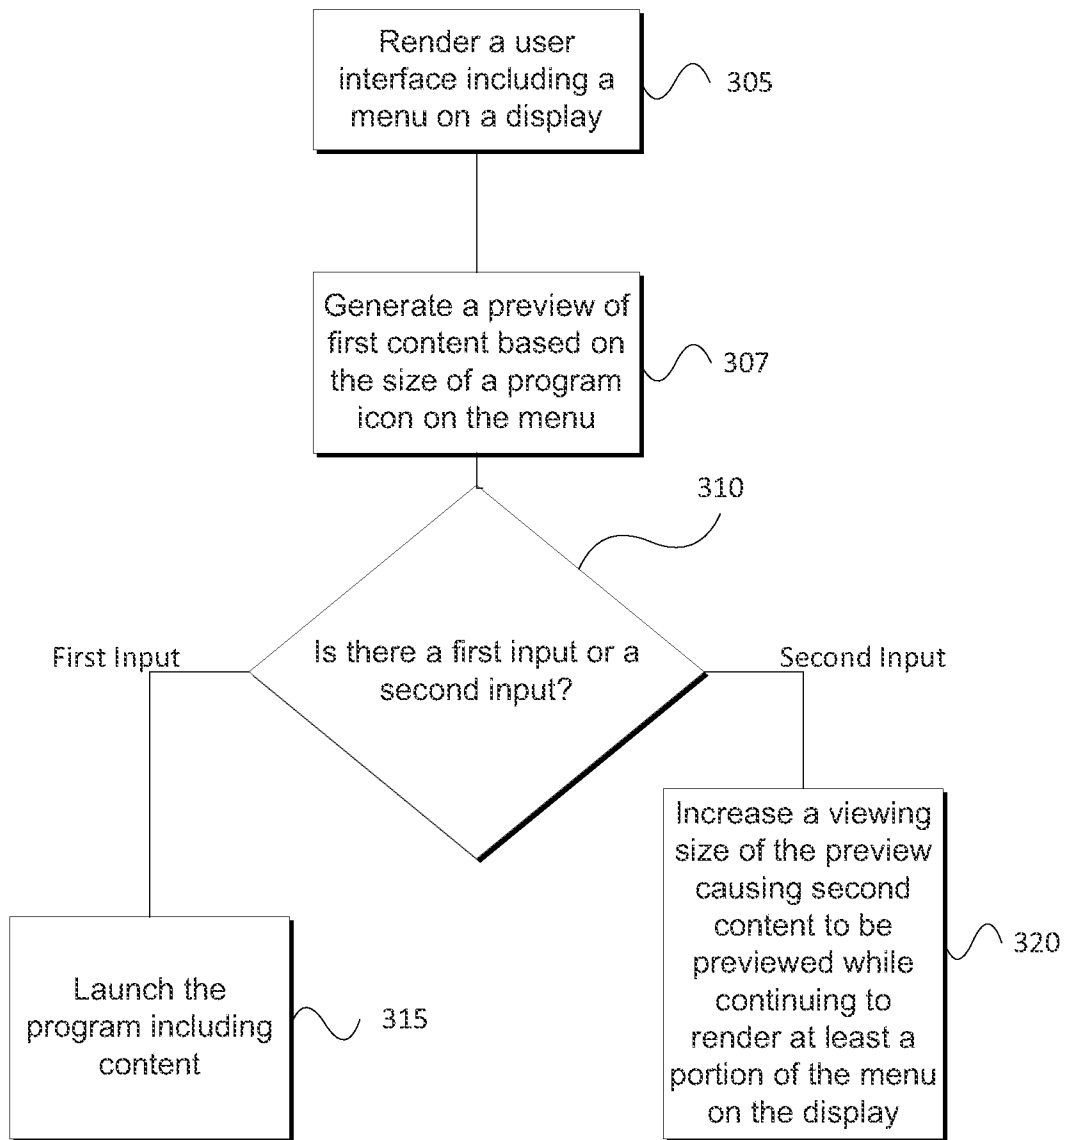 Render a user
interface including a
menu on a display
305
Generate a preview of
first content based on
the size of a program
icon on the menu
307
310
Is there a first input or a
second input?
First Input
Second Input
Increase a viewing
size of the preview
causing second
content to be
previewed while
continuing to
render at least a
portion of the menu
on the display
320
Launch the
program including
content
315